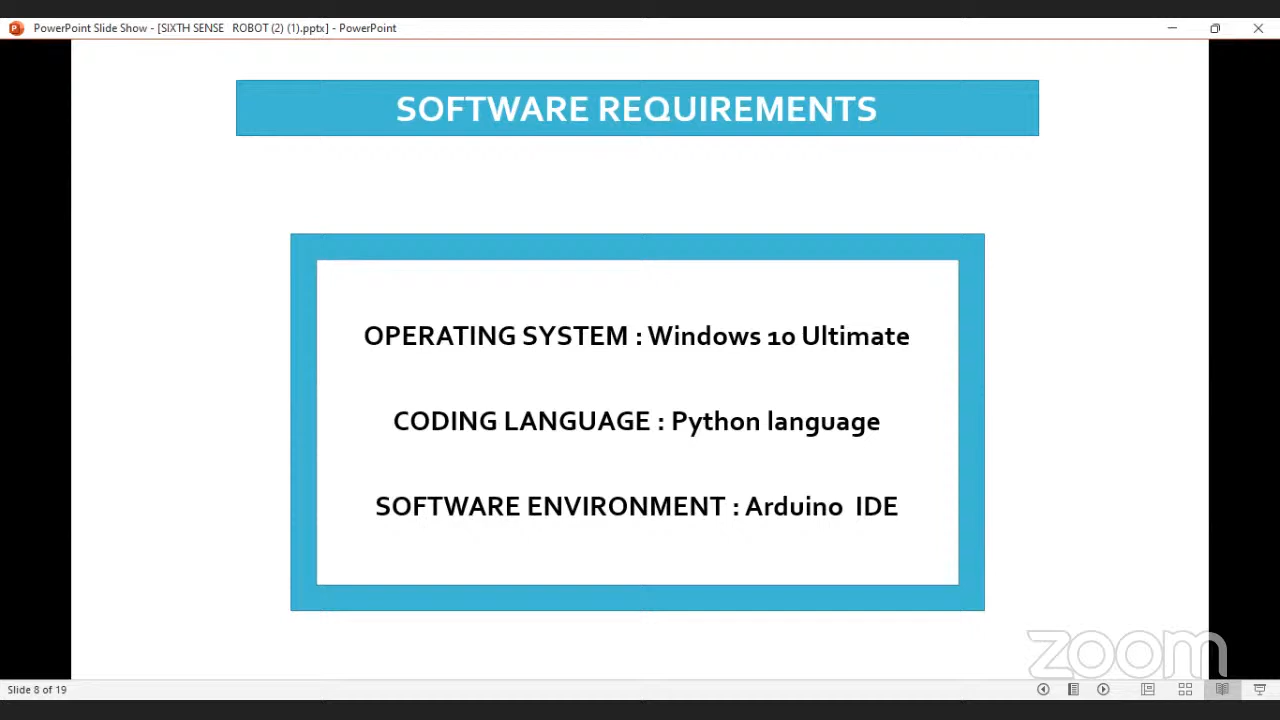 PowerPoint Slide Show - [SIXTH SENSE ROBOT (2) (1).pptx] - PowerPoint
SOFTWARE REQUIREMENTS
OPERATING SYSTEM : Windows 10 Ultimate
CODING LANGUAGE : Python language
SOFTWARE ENVIRONMENT : Arduino IDE
zoom
Slide 8 of 19